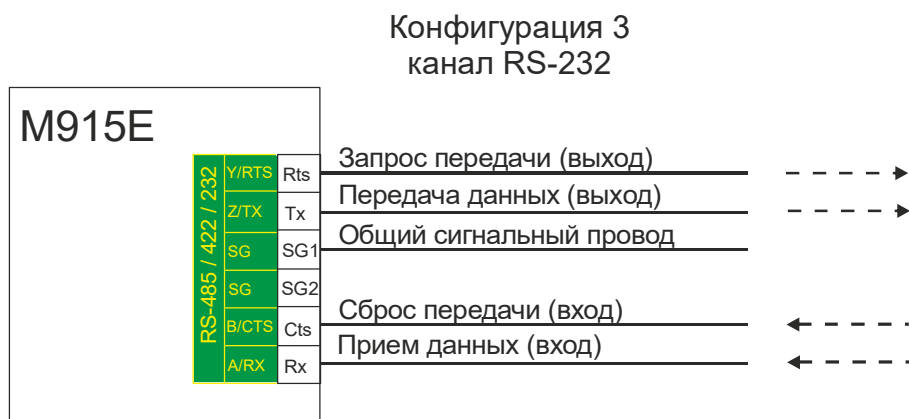 Конфигурация 3
канал RS-232
M915E
RS-485 / 422 / 232
Y/RTS Rts Запрос передачи (выход)
Z/TX Tx Передача данных (выход)
SG SG1 Общий сигнальный провод
SG SG2
B/CTS Cts Сброс передачи (вход)
A/RX Rx Прием данных (вход)